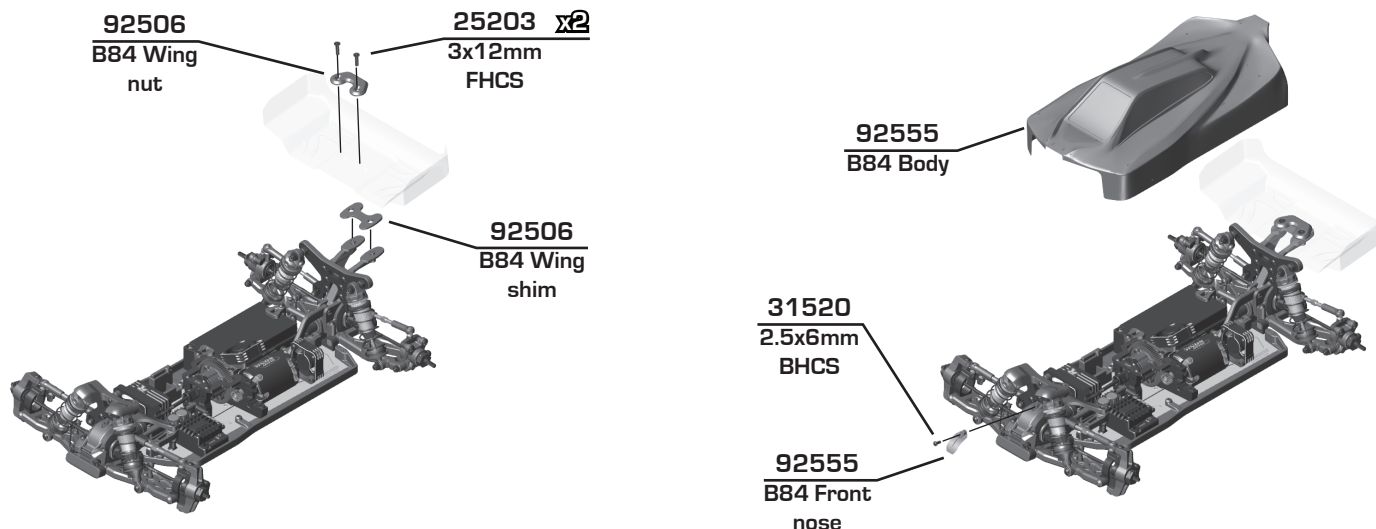 92506
B84 Wing
nut
25203 x2
3x12mm
FHCS
92506
B84 Wing
shim
92555
B84 Body
31520
2.5x6mm
BHCS
92555
B84 Front
nose